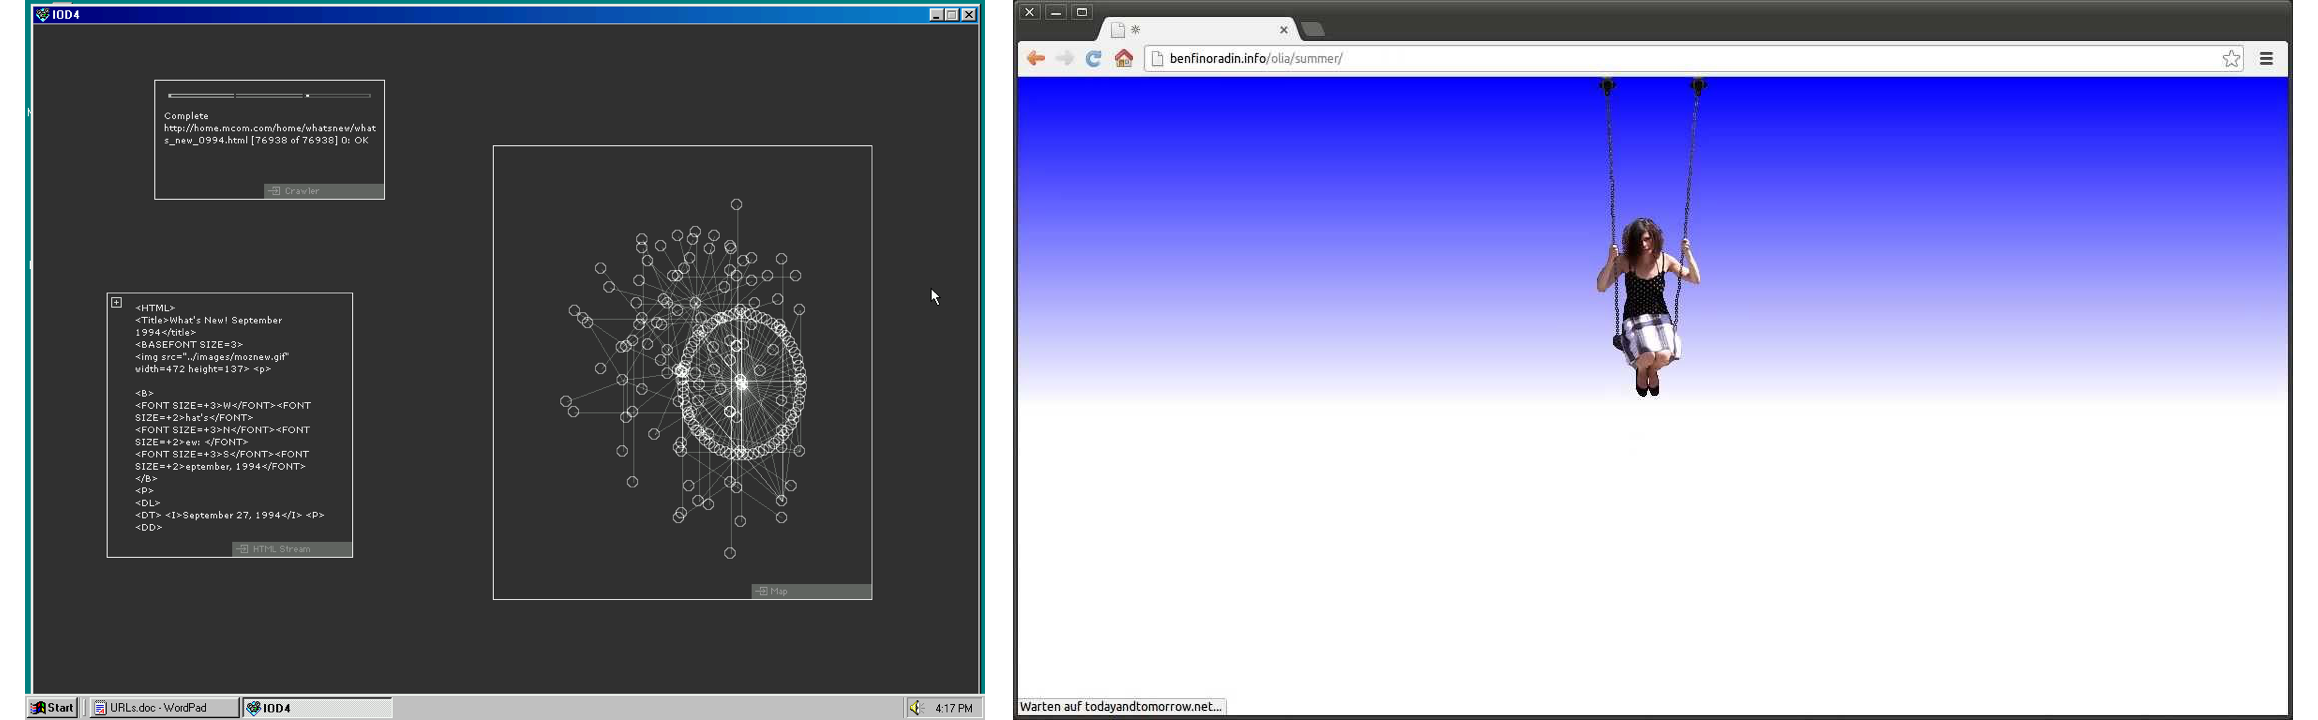 IOD4
Complete
http://home.mcom.com/home/whatsnew/what
s_new_0994.html [76938 of 76938] 0: OK
Crawler
<HTML>
<Title>What's New! September
1994</title>
<BASEFONT SIZE=3>
<img src="../images/moznew.gif"
width=472 height=137> <p>
<B>
<FONT SIZE=+3>W</FONT><FONT
SIZE=+2>hat's</FONT>
<FONT SIZE=+3>N</FONT><FONT
SIZE=+2>ew: </FONT>
<FONT SIZE=+3>S</FONT><FONT
SIZE=+2>eptember, 1994</FONT>
</B>
<P>
<DL>
<DT> <I>September 27, 1994</I> <P>
<DD>
HTML Stream
Map
Start
URLs.doc - WordPad
IOD4
4:17 PM
benfinoradin.info/olia/summer/
Warten auf todayandtomorrow.net...